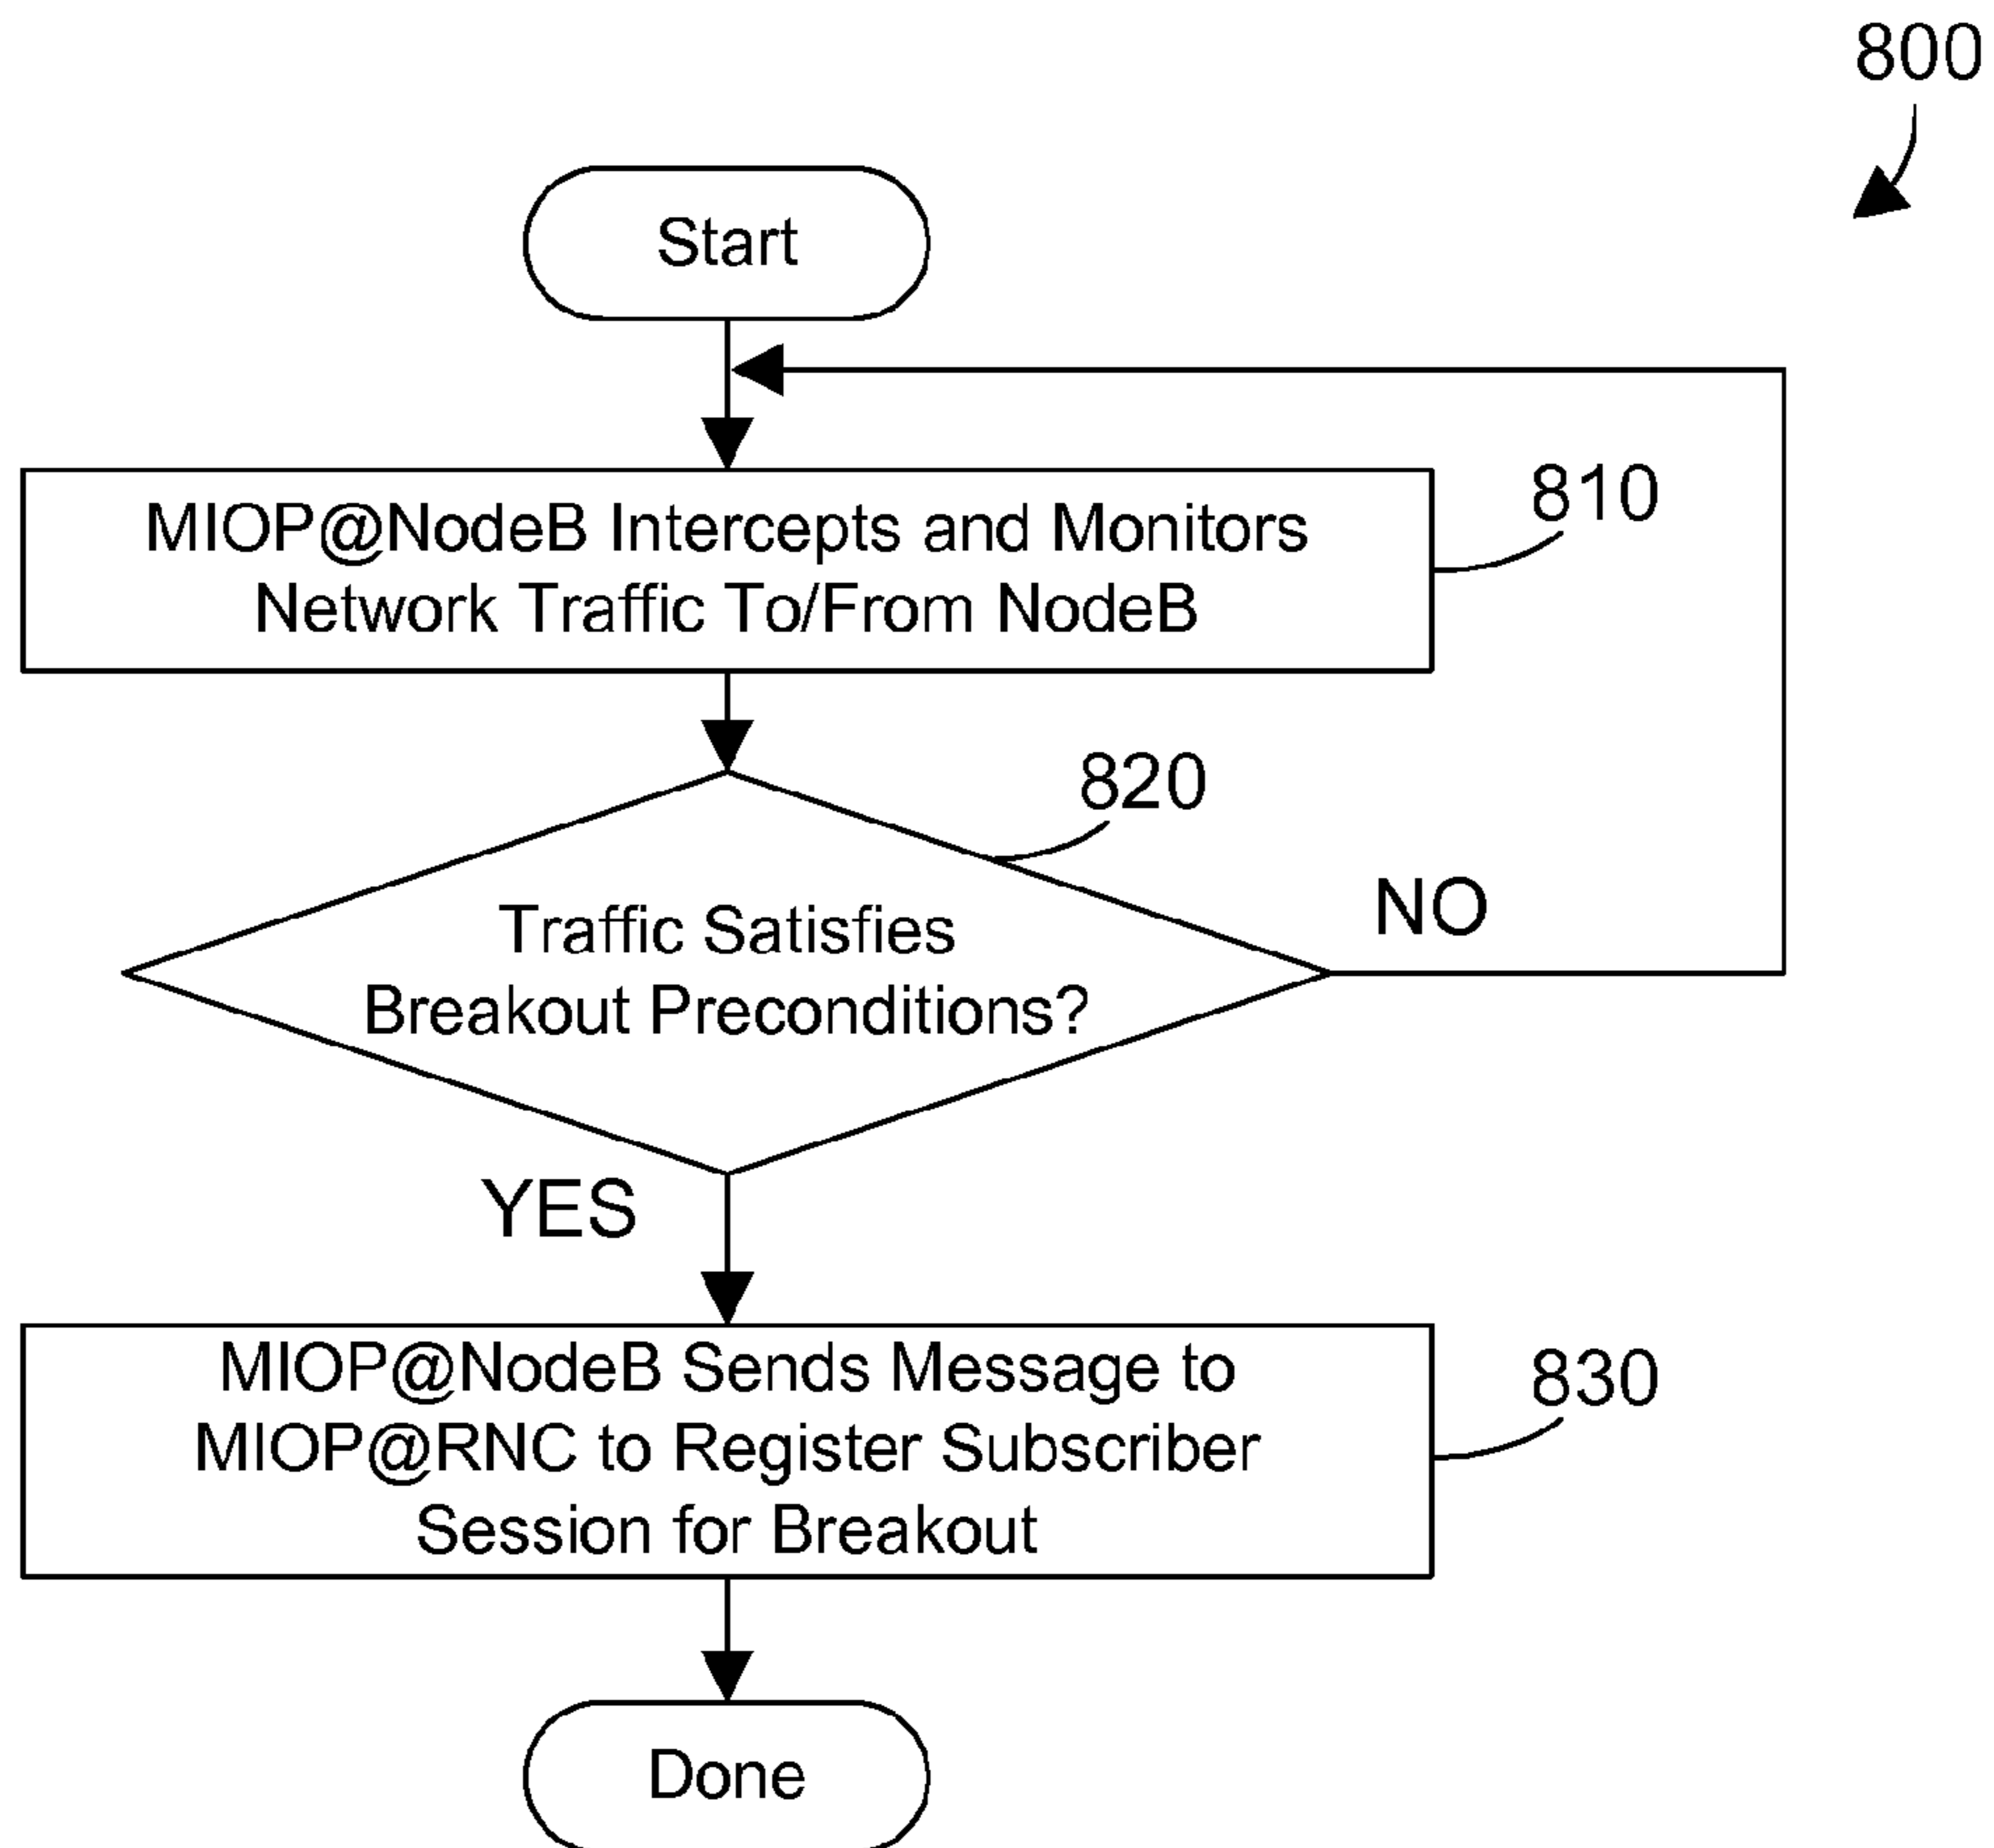 800
Start
MIOP@NodeB Intercepts and Monitors
Network Traffic To/From NodeB
810
820
Traffic Satisfies
Breakout Preconditions?
NO
YES
MIOP@NodeB Sends Message to
MIOP@RNC to Register Subscriber
Session for Breakout
830
Done